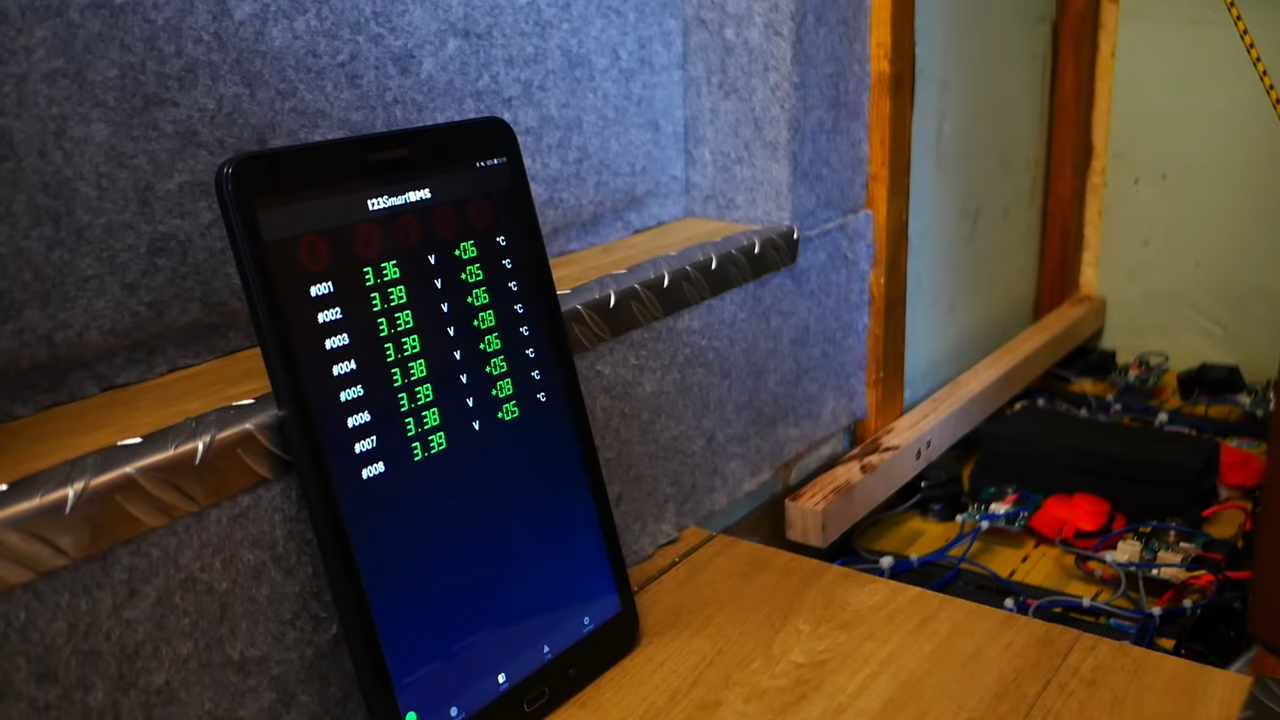 123SmartBMS
#001 3.36 V +06 °C
#002 3.39 V +05 °C
#003 3.39 V +06 °C
#004 3.39 V +08 °C
#005 3.38 V +06 °C
#006 3.39 V +05 °C
#007 3.38 V +08 °C
#008 3.39 V +05 °C